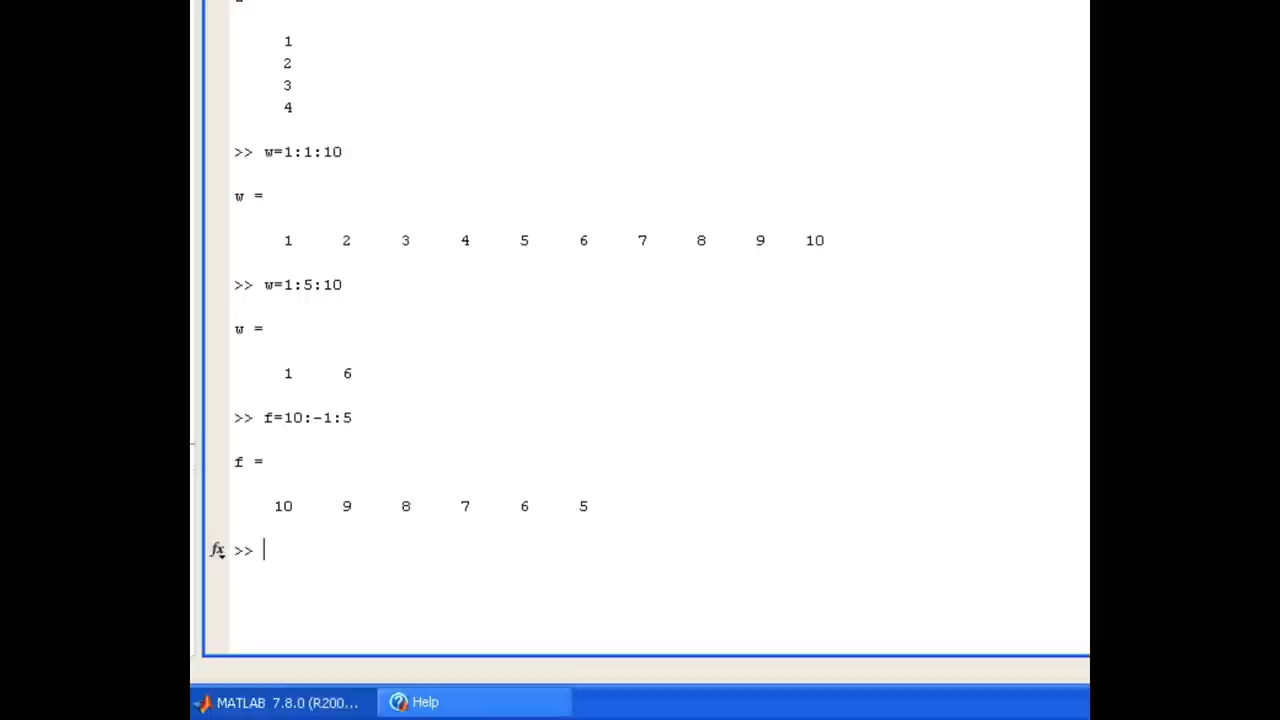 1
2
3
4
>> w=1:1:10
w =
1 2 3 4 5 6 7 8 9 10
>> w=1:5:10
w =
1 6
>> f=10:-1:5
f =
10 9 8 7 6 5
fx >>
MATLAB 7.8.0 (R200... Help